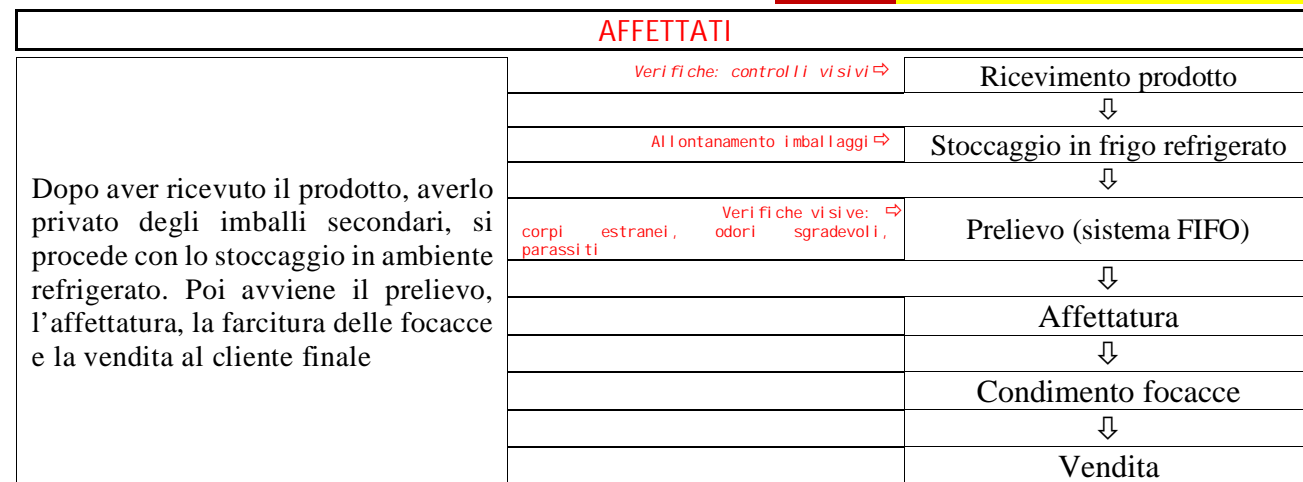 AFFETTATI
Dopo aver ricevuto il prodotto, averlo
privato degli imballi secondari, si
procede con lo stoccaggio in ambiente
refrigerato. Poi avviene il prelievo,
l’affettatura, la farcitura delle focacce
e la vendita al cliente finale
Verifiche: controlli visivi⇨
Ricevimento prodotto
⇩
Allontanamento imballaggi⇨
Stoccaggio in frigo refrigerato
⇩
Verifiche visive: ⇨
corpi estranei, odori sgradevoli,
parassiti
Prelievo (sistema FIFO)
⇩
Affettatura
⇩
Condimento focacce
⇩
Vendita